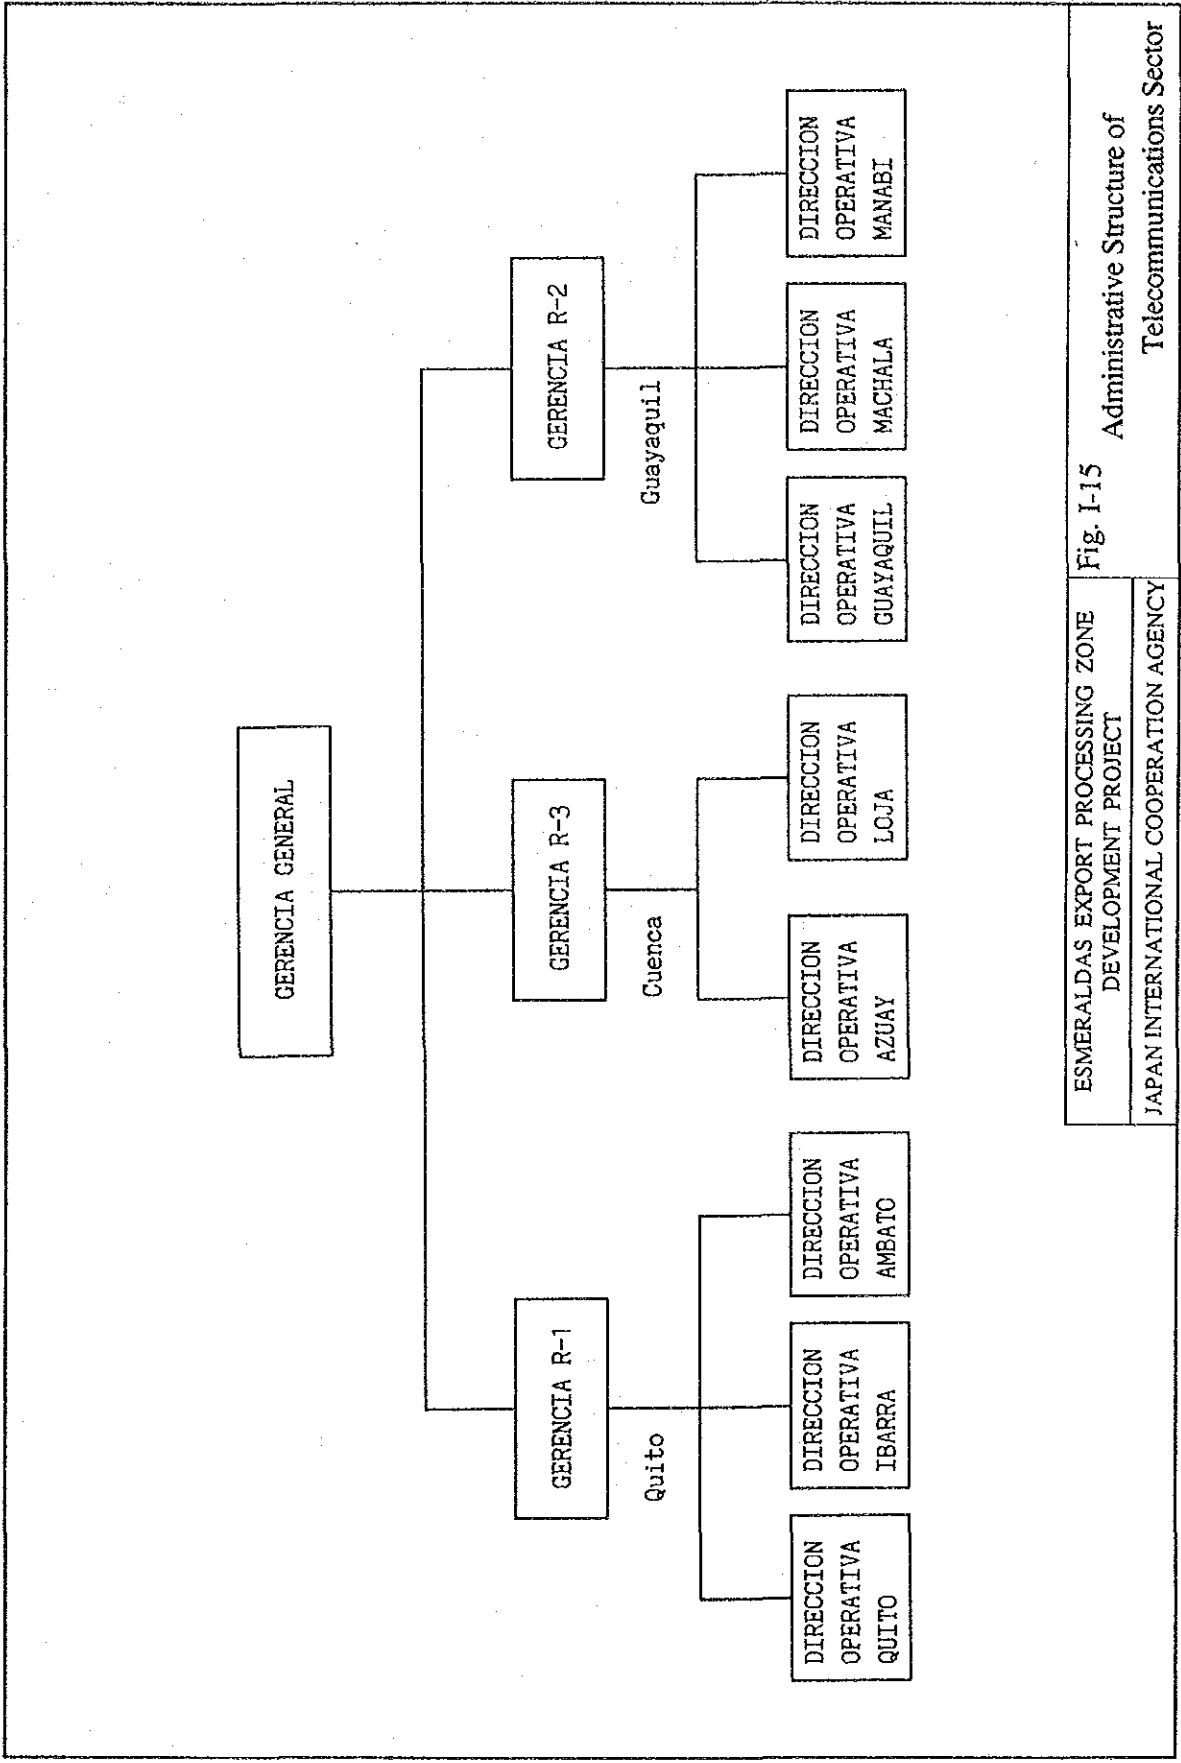 GERENCIA GENERAL
GERENCIA R-1
GERENCIA R-3
GERENCIA R-2
Quito
Cuenca
Guayaquil
DIRECCION
OPERATIVA
QUITO
DIRECCION
OPERATIVA
IBARRA
DIRECCION
OPERATIVA
AMBATO
DIRECCION
OPERATIVA
AZUAY
DIRECCION
OPERATIVA
LOJA
DIRECCION
OPERATIVA
GUAYAQUIL
DIRECCION
OPERATIVA
MACHALA
DIRECCION
OPERATIVA
MANABI
ESMERALDAS EXPORT PROCESSING ZONE
DEVELOPMENT PROJECT
JAPAN INTERNATIONAL COOPERATION AGENCY
Fig. I-15 Administrative Structure of
Telecommunications Sector